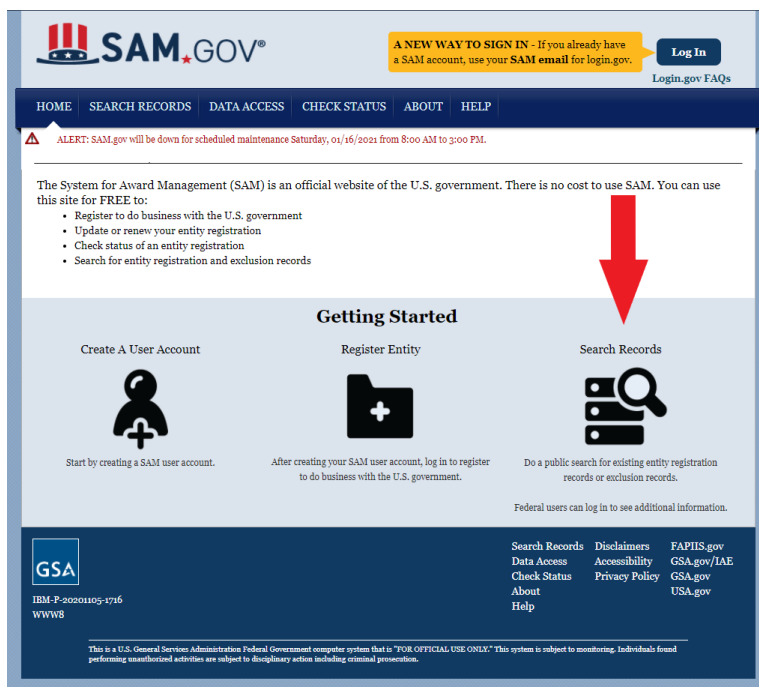 SAM.GOV®
A NEW WAY TO SIGN IN - If you already have
a SAM account, use your SAM email for login.gov.
Log In
Login.gov FAQs
HOME SEARCH RECORDS DATA ACCESS CHECK STATUS ABOUT HELP
ALERT: SAM.gov will be down for scheduled maintenance Saturday, 01/16/2021 from 8:00 AM to 3:00 PM.
The System for Award Management (SAM) is an official website of the U.S. government. There is no cost to use SAM. You can use
this site for FREE to:
• Register to do business with the U.S. government
• Update or renew your entity registration
• Check status of an entity registration
• Search for entity registration and exclusion records
Getting Started
Create A User Account
Start by creating a SAM user account.
Register Entity
After creating your SAM user account, log in to register
to do business with the U.S. government.
Search Records
Do a public search for existing entity registration
records or exclusion records.
Federal users can log in to see additional information.
GSA
IBM-P-20201105-1716
WWW8
Search Records
Data Access
Check Status
About
Help
Disclaimers
Accessibility
Privacy Policy
FAPIIS.gov
GSA.gov/IAE
GSA.gov
USA.gov
This is a U.S. General Services Administration Federal Government computer system that is "FOR OFFICIAL USE ONLY." This system is subject to monitoring. Individuals found
performing unauthorized activities are subject to disciplinary action including criminal prosecution.